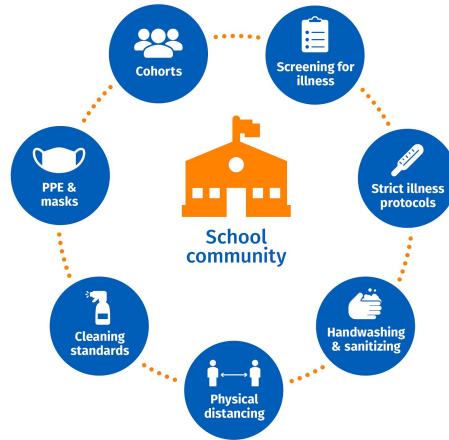 Cohorts
Screening for
illness
Strict illness
protocols
Handwashing
& sanitizing
Physical
distancing
Cleaning
standards
PPE &
masks
School
community